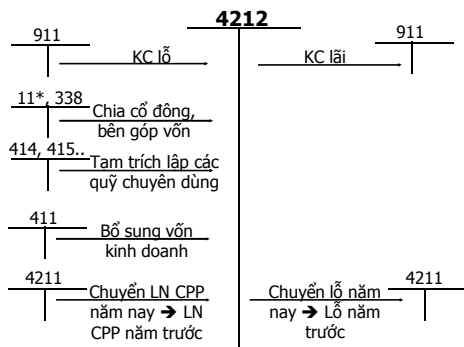 4212
911
911
KC lỗ
KC lãi
11*, 338
Chia cổ đông,
bên góp vốn
414, 415..
Tạm trích lập các
quỹ chuyên dùng
411
Bổ sung vốn
kinh doanh
4211
Chuyển LN CPP
năm nay ➔ LN
CPP năm trước
Chuyển lỗ năm
nay ➔ Lỗ năm
trước
4211